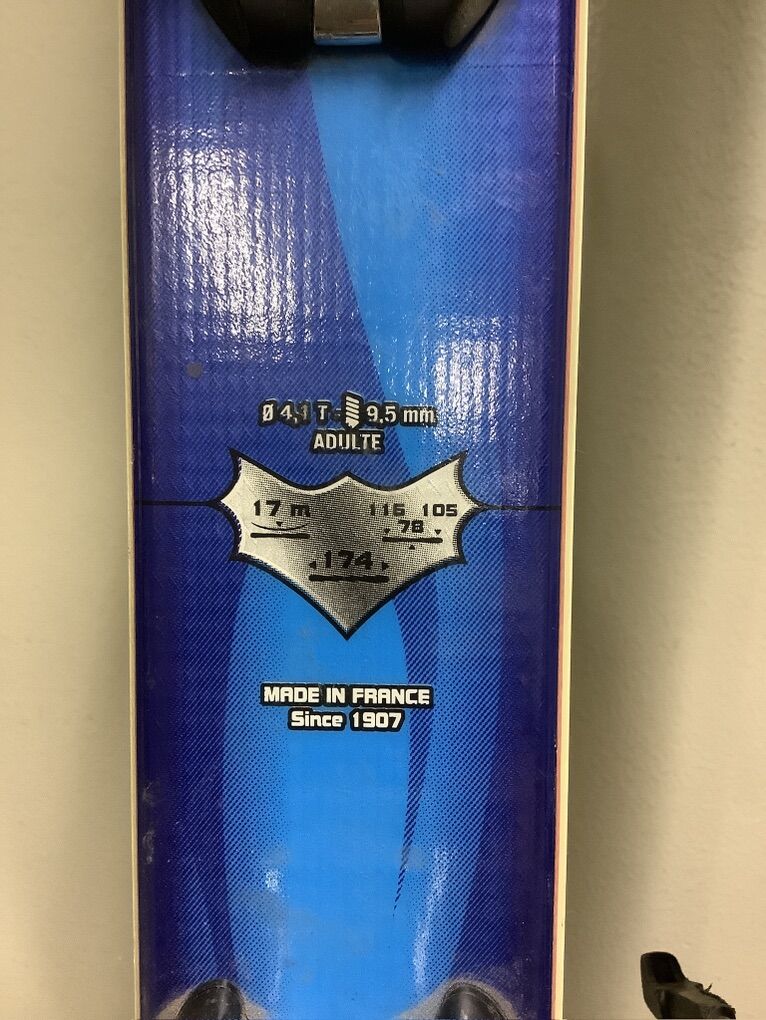 Ø 4,1 T = 9,5 mm
ADULTE
17 m
116 105
78
174
MADE IN FRANCE
Since 1907